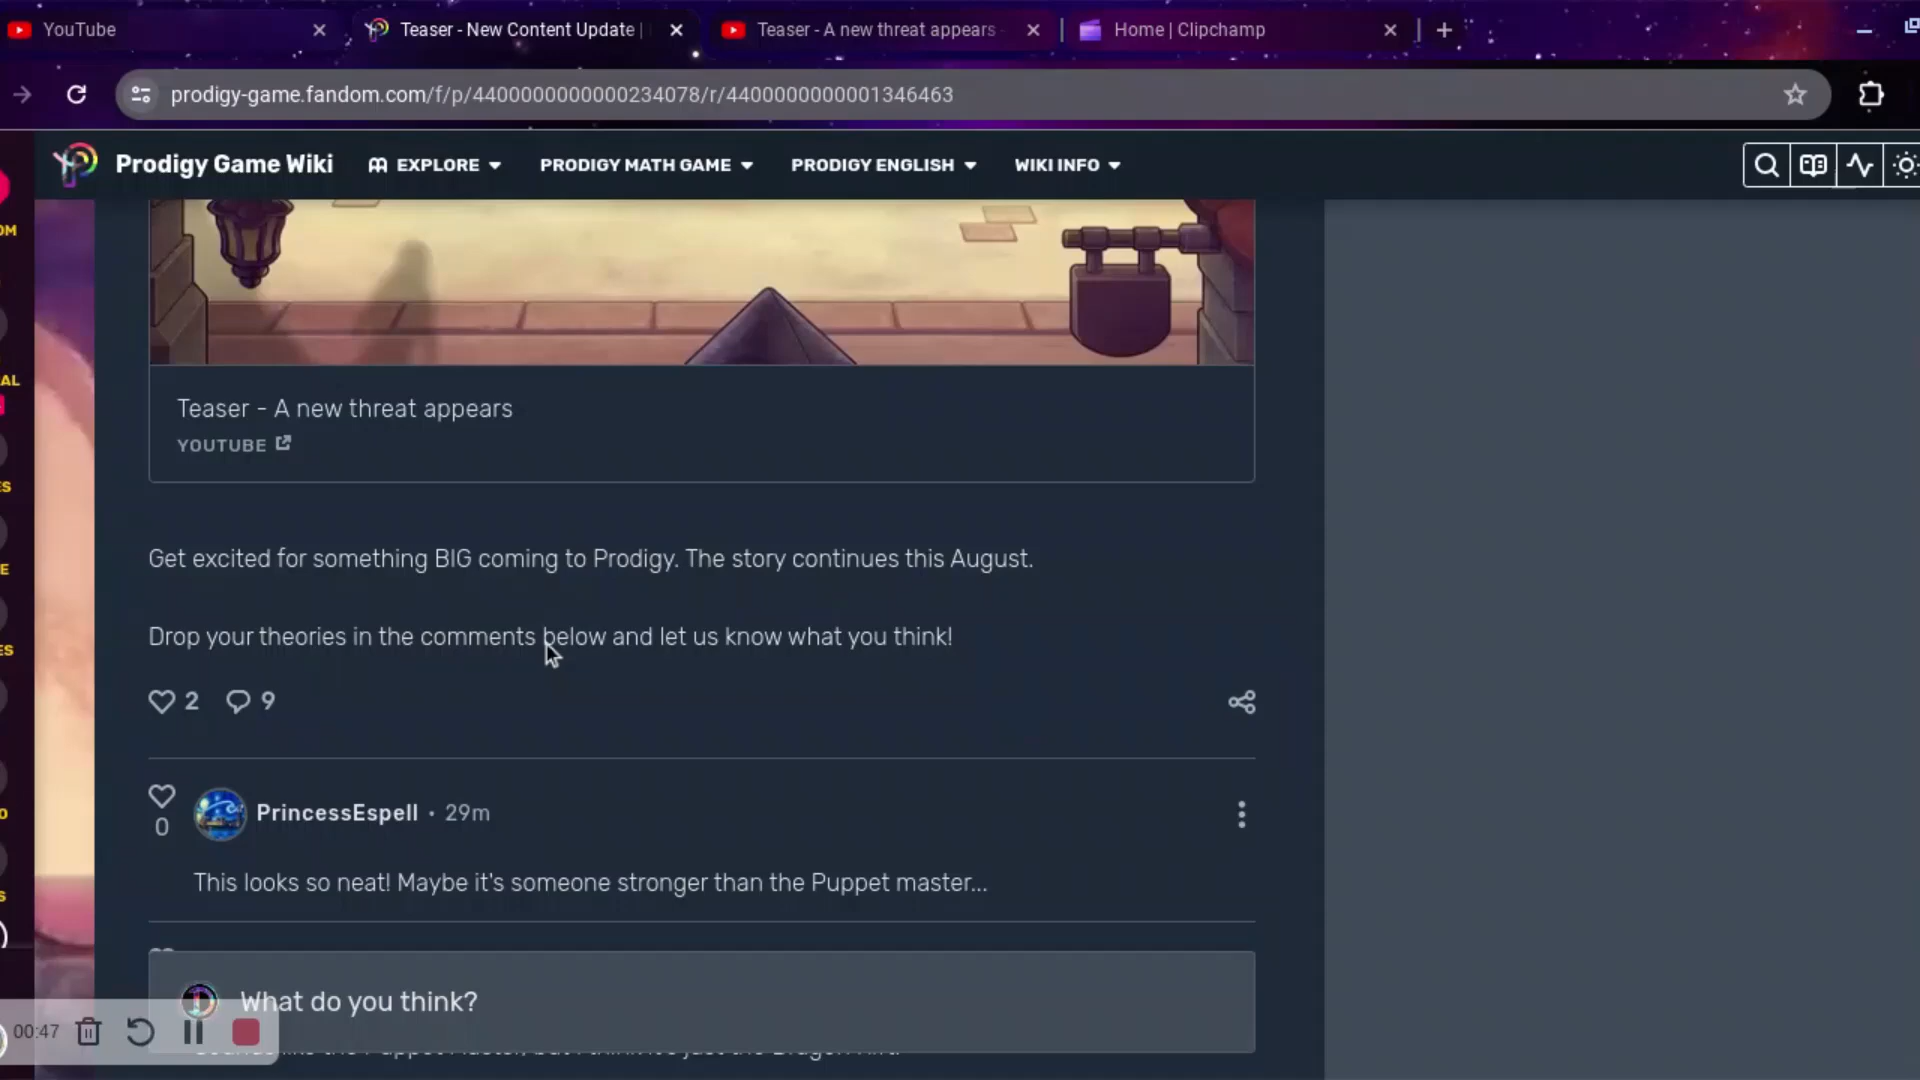 YouTube
Teaser - New Content Update |
Teaser - A new threat appears -
Home | Clipchamp
prodigy-game.fandom.com/f/p/4400000000000234078/r/4400000000001346463
Prodigy Game Wiki
EXPLORE
PRODIGY MATH GAME
PRODIGY ENGLISH
WIKI INFO
OM
AL
ES
E
ES
O
S
Teaser - A new threat appears
YOUTUBE
Get excited for something BIG coming to Prodigy. The story continues this August.
Drop your theories in the comments below and let us know what you think!
2
9
0
PrincessEspell • 29m
This looks so neat! Maybe it's someone stronger than the Puppet master...
What do you think?
00:47